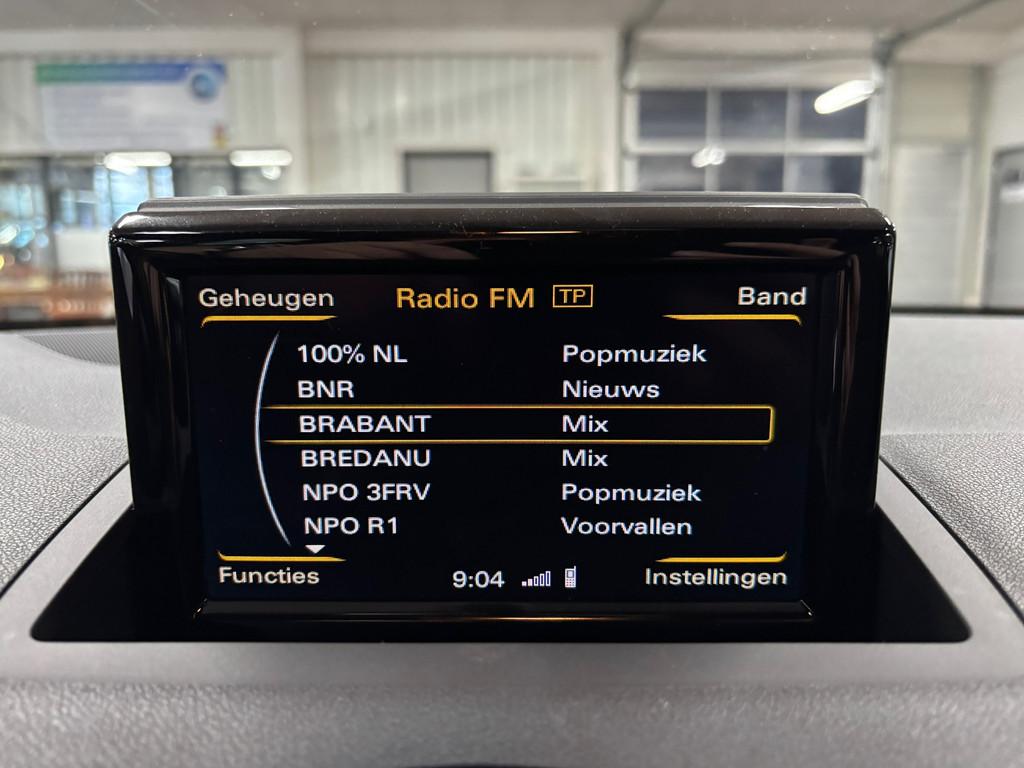 Geheugen Radio FM TP Band
100% NL Popmuziek
BNR Nieuws
BRABANT Mix
BREDANU Mix
NPO 3FRV Popmuziek
NPO R1 Voorvallen
Functies 9:04 Instellingen